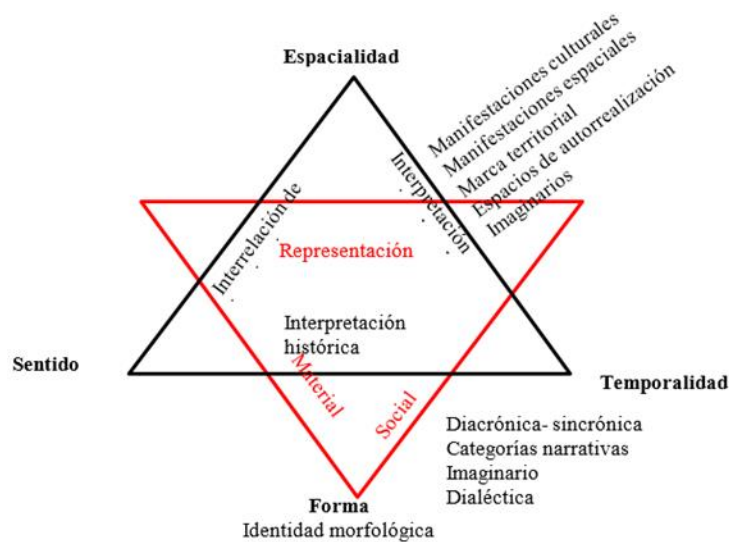 Espacialidad
Manifestaciones culturales
Manifestaciones espaciales
Marca territorial
Espacios de autorrealización
Imaginarios
Interpretación
Interrelación de
Representación
Interpretación
histórica
Sentido
Material
Social
Temporalidad
Diacrónica- sincrónica
Categorías narrativas
Imaginario
Dialéctica
Forma
Identidad morfológica